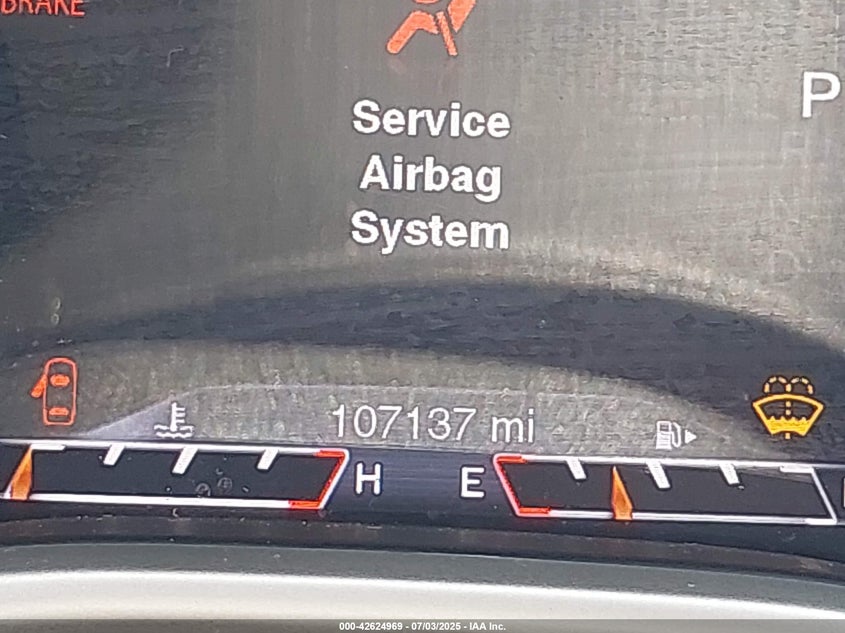 BRAKE
P
Service
Airbag
System
107137 mi
H
E
000-42624969 - 07/03/2025 - IAA Inc.